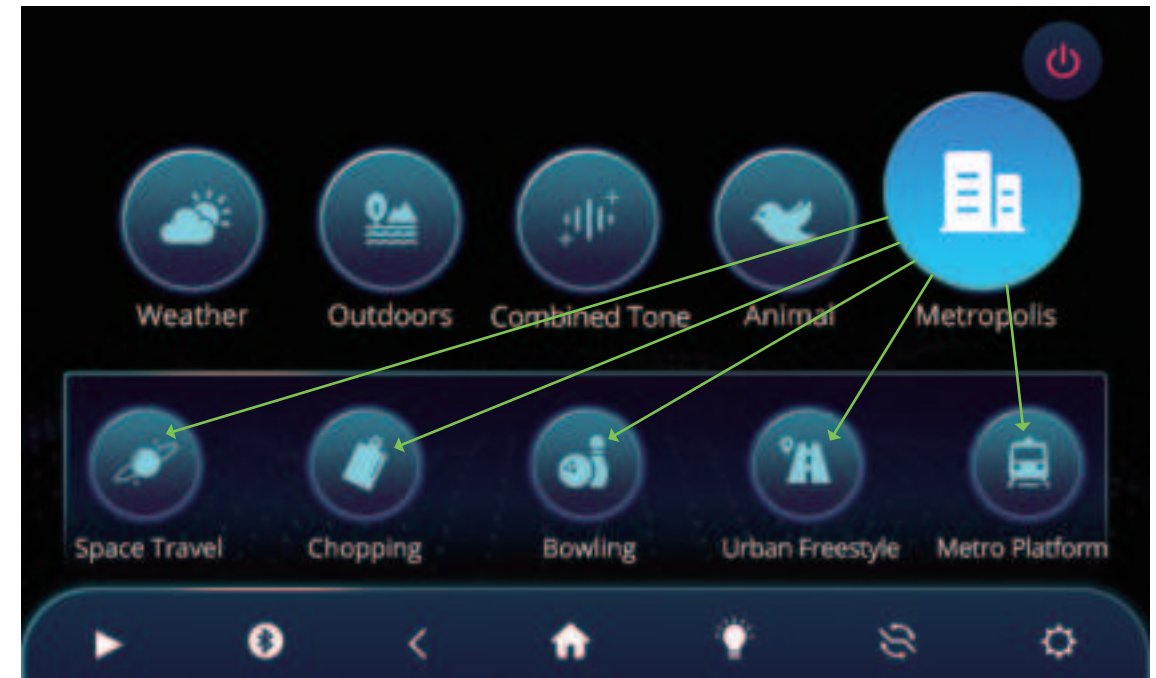 Weather Outdoors Combined Tone Animal Metropolis
Space Travel Chopping Bowling Urban Freestyle Metro Platform